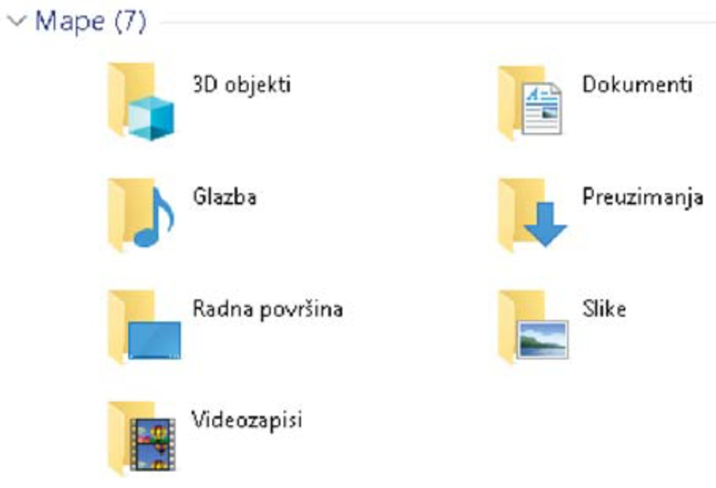 Mape (7)
3D objekti
Dokumenti
Glazba
Preuzimanja
Radna površina
Slike
Videozapisi